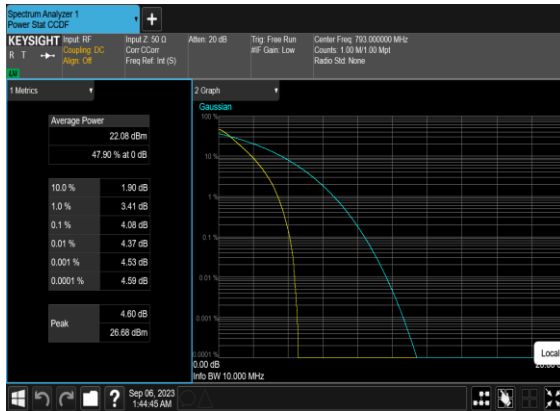 Spectrum Analyzer 1
Power Stat CCDF
+
KEYSIGHT
R T
LXI
Input: RF
Coupling: DC
Align: Off
Input Z: 50 Ω
Corr CCorr
Freq Ref: Int (S)
Atten: 20 dB
Trig: Free Run
#IF Gain: Low
Center Freq: 793.000000 MHz
Counts: 1.00 M/1.00 Mpt
Radio Std: None
1 Metrics
Average Power
22.08 dBm
47.90 % at 0 dB
10.0 % 1.90 dB
1.0 % 3.41 dB
0.1 % 4.08 dB
0.01 % 4.37 dB
0.001 % 4.53 dB
0.0001 % 4.59 dB
Peak
4.60 dB
26.68 dBm
2 Graph
Gaussian
100 %
10 %
1 %
0.1 %
0.01 %
0.001 %
0.0001 %
0.00 dB
Info BW 10.000 MHz
Local
?
Sep 06, 2023
1:44:45 AM